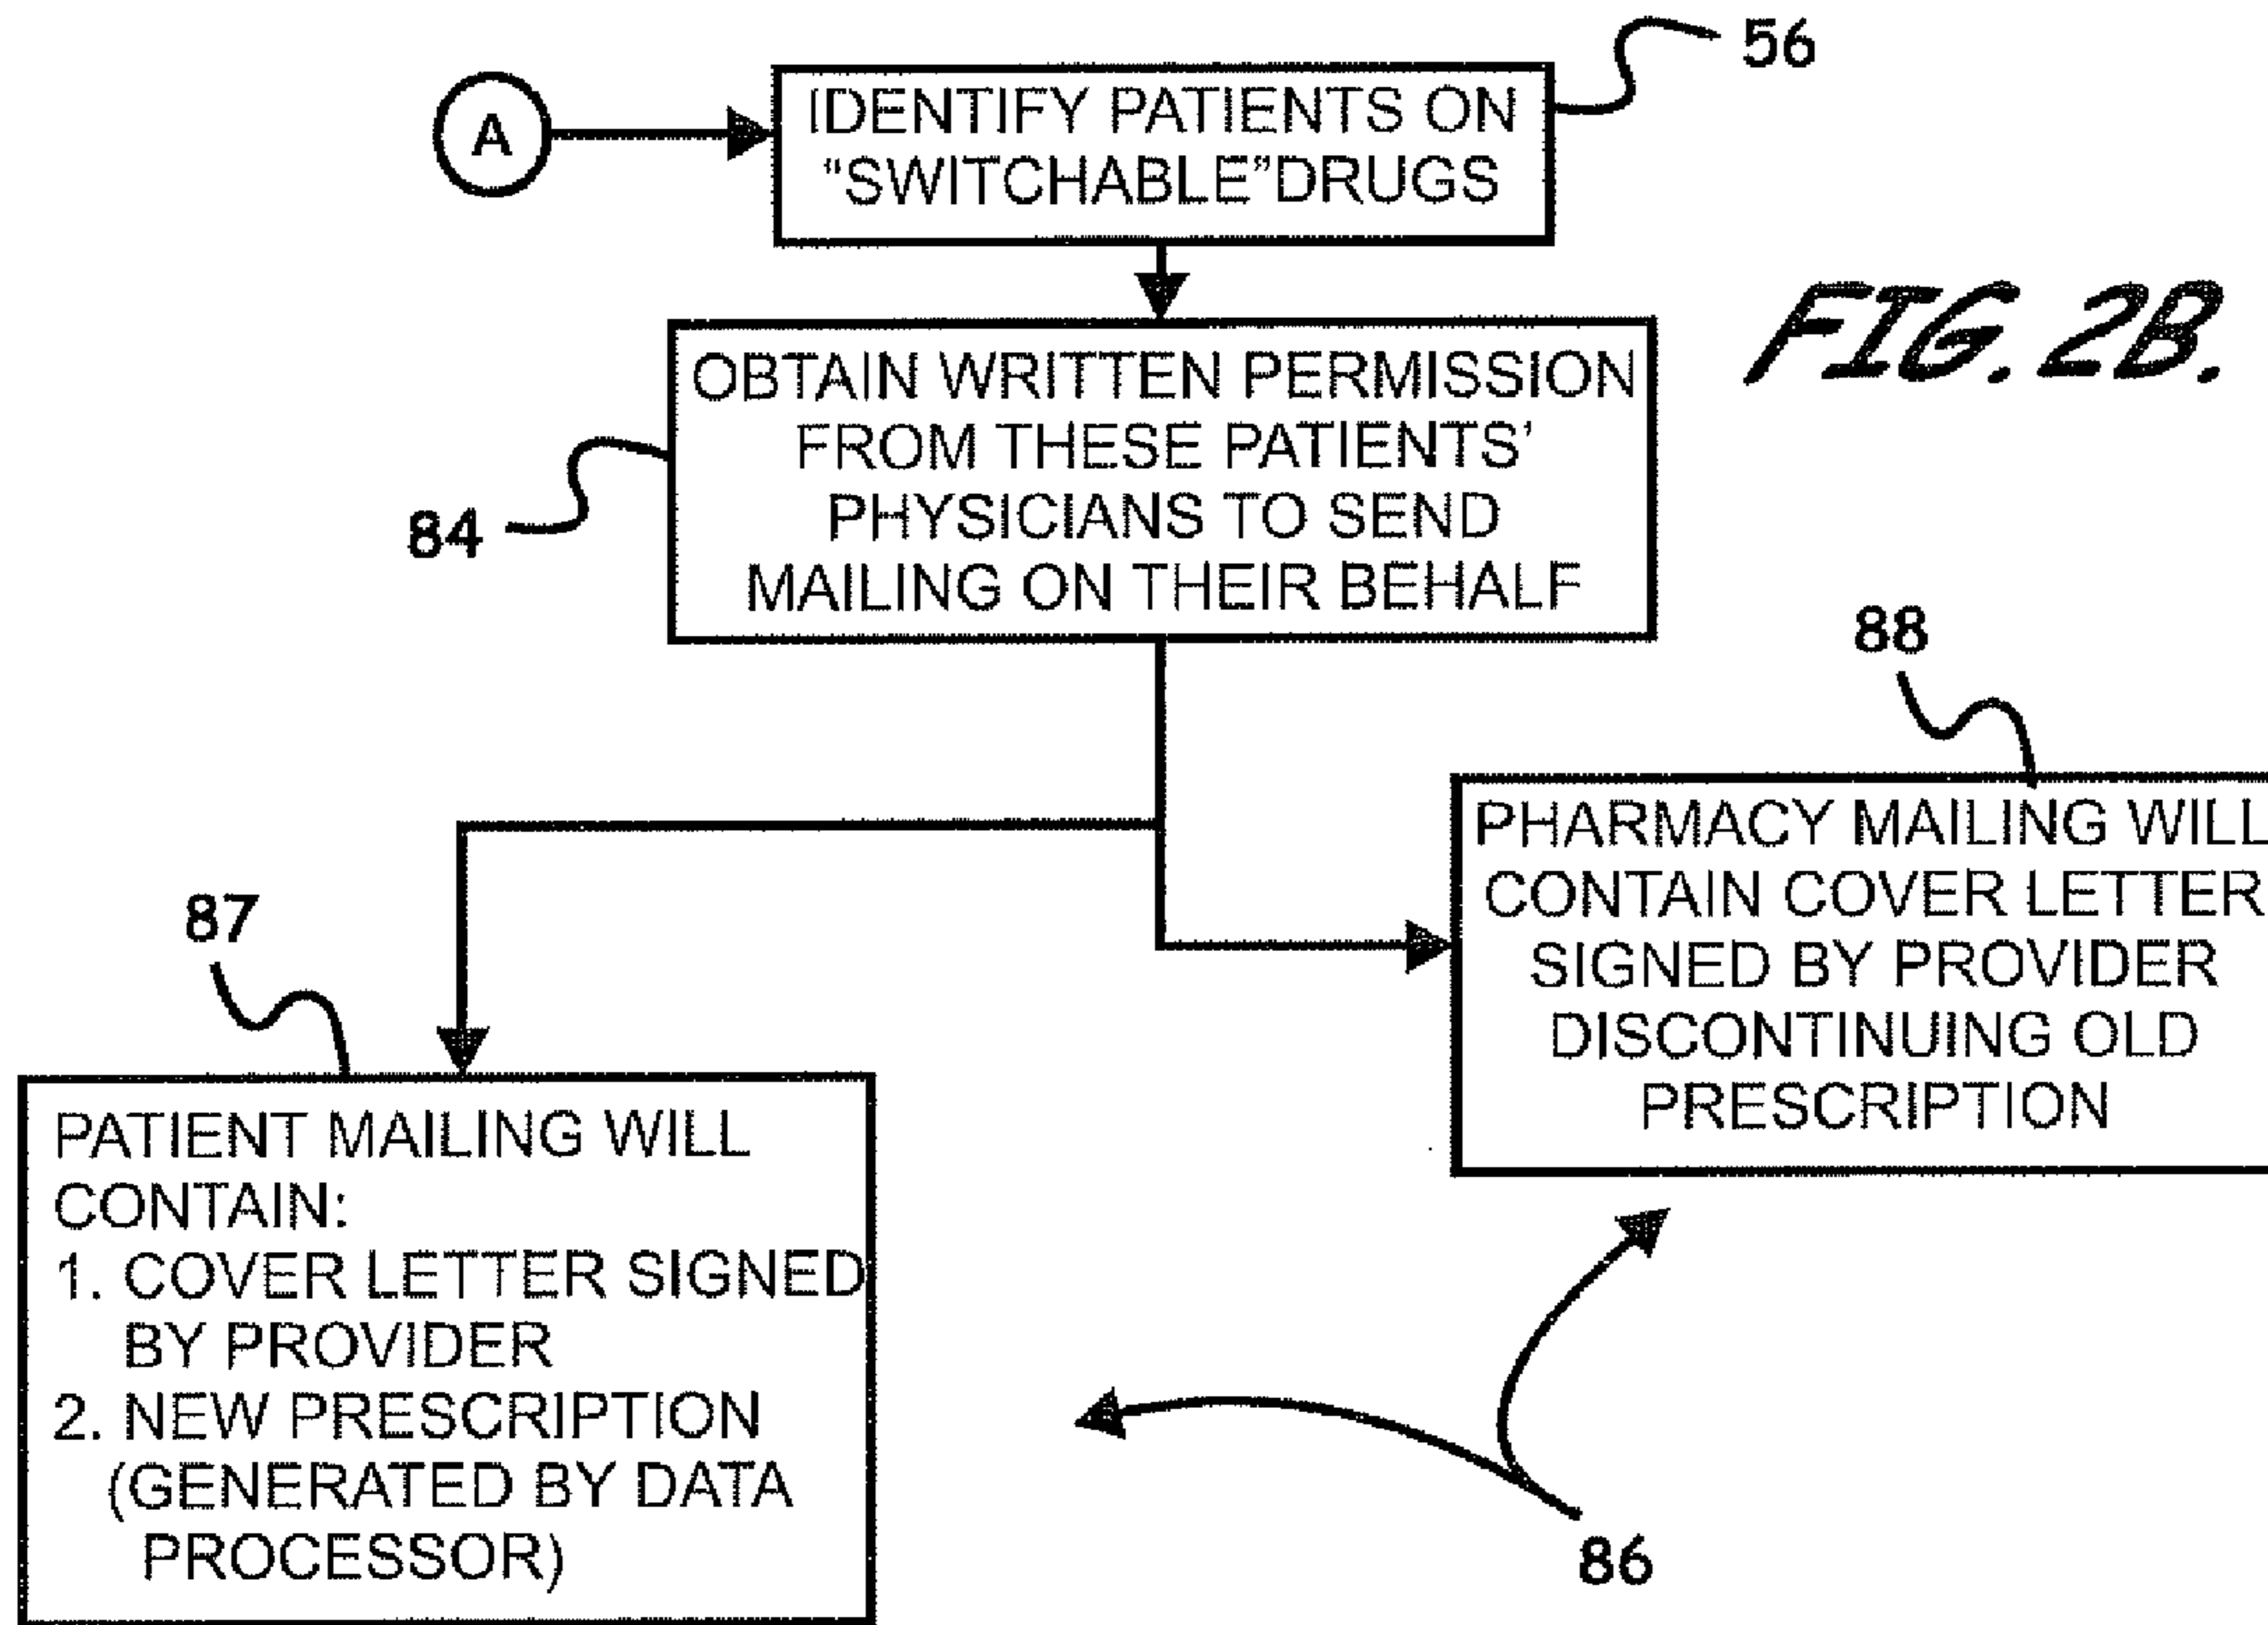 56
A
IDENTIFY PATIENTS ON
“SWITCHABLE”DRUGS
FIG. 2B.
OBTAIN WRITTEN PERMISSION
FROM THESE PATIENTS’
PHYSICIANS TO SEND
MAILING ON THEIR BEHALF
84
88
PHARMACY MAILING WILL
CONTAIN COVER LETTER
SIGNED BY PROVIDER
DISCONTINUING OLD
PRESCRIPTION
87
PATIENT MAILING WILL
CONTAIN:
1. COVER LETTER SIGNED
BY PROVIDER
2. NEW PRESCRIPTION
(GENERATED BY DATA
PROCESSOR)
86